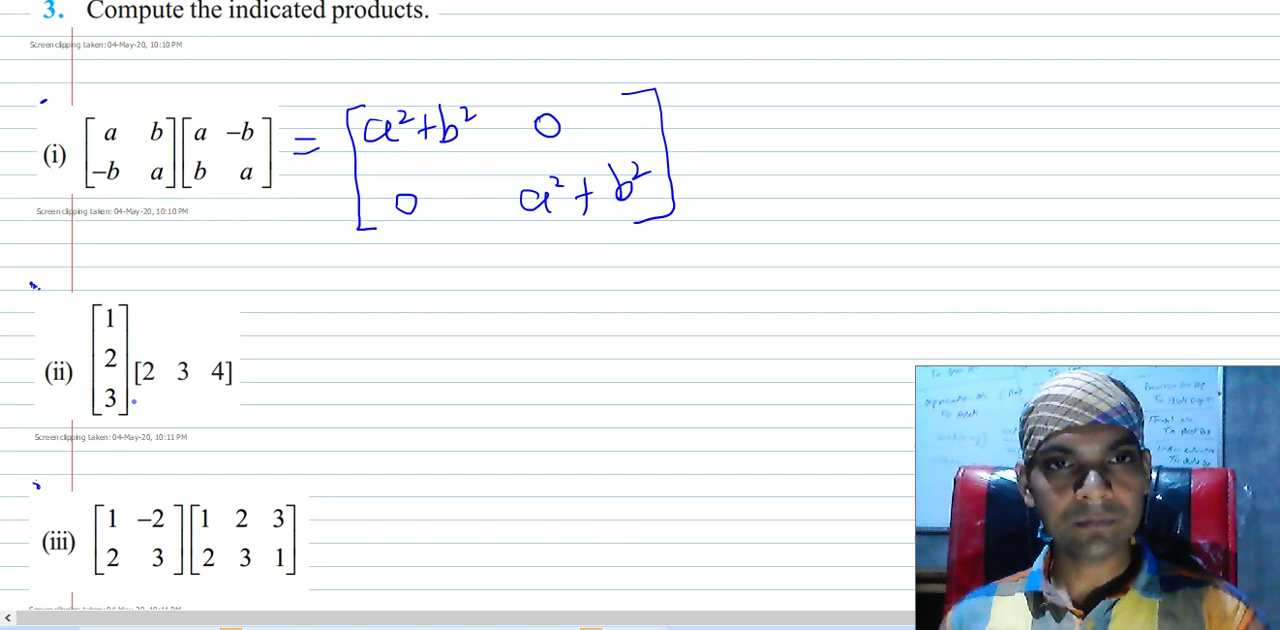 3. Compute the indicated products.
Screen clipping taken: 04-May-20, 10:10 PM
(i) [a b −b a] [a −b b a] = [a²+b² 0 0 a²+b²]
Screen clipping taken: 04-May-20, 10:10 PM
(ii) [1 2 3] [2 3 4]
Screen clipping taken: 04-May-20, 10:11 PM
(iii) [1 −2 2 3] [1 2 3 2 3 1]